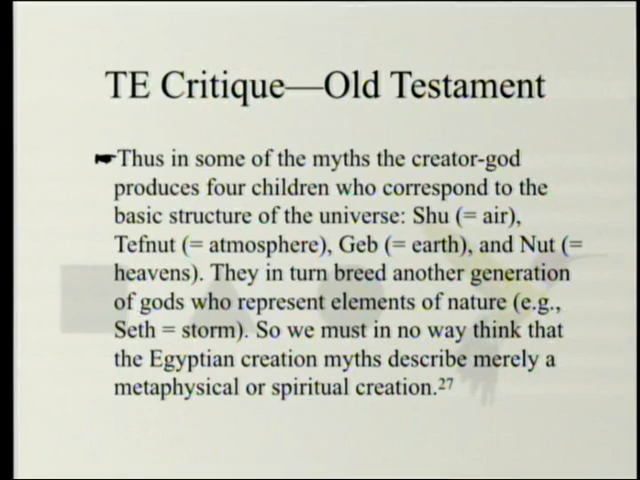 TE Critique—Old Testament
Thus in some of the myths the creator-god
produces four children who correspond to the
basic structure of the universe: Shu (= air),
Tefnut (= atmosphere), Geb (= earth), and Nut (=
heavens). They in turn breed another generation
of gods who represent elements of nature (e.g.,
Seth = storm). So we must in no way think that
the Egyptian creation myths describe merely a
metaphysical or spiritual creation.27